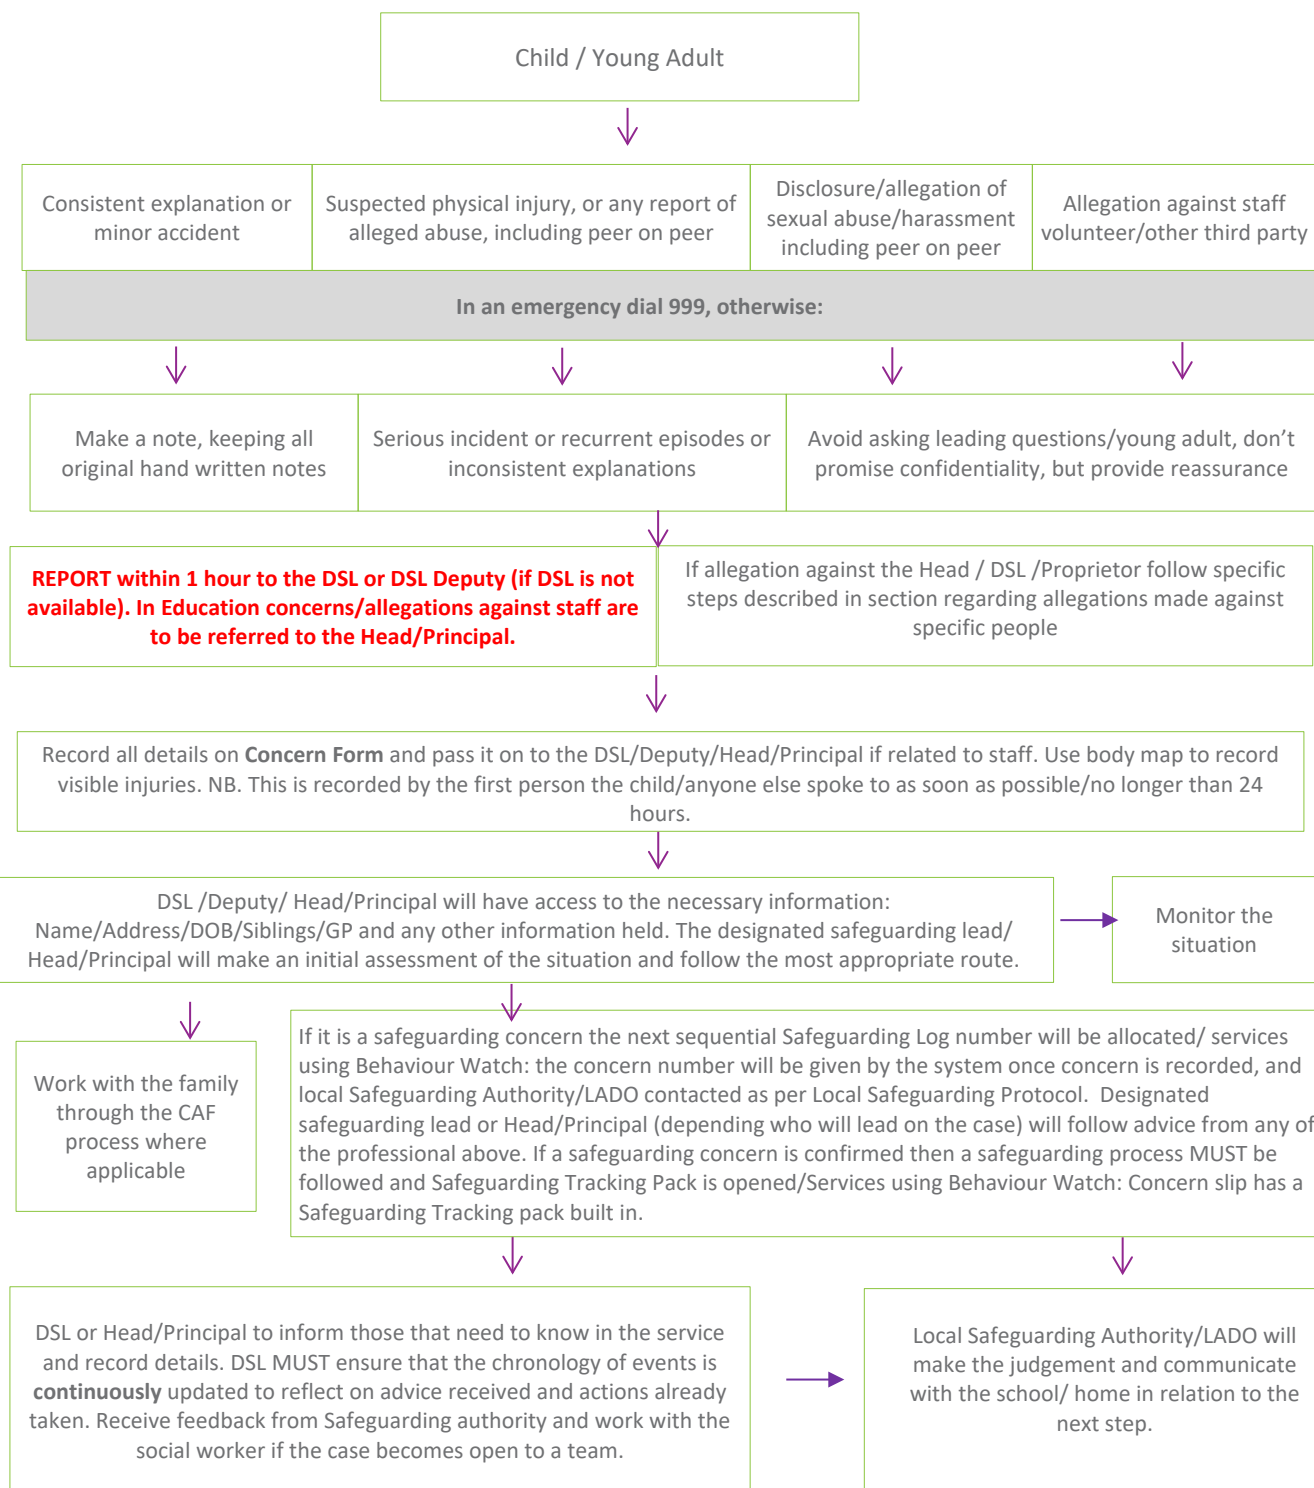 Child / Young Adult
Consistent explanation or
minor accident
Suspected physical injury, or any report of
alleged abuse, including peer on peer
Disclosure/allegation of
sexual abuse/harassment
including peer on peer
Allegation against staff
volunteer/other third party
In an emergency dial 999, otherwise:
Make a note, keeping all
original hand written notes
Serious incident or recurrent episodes or
inconsistent explanations
Avoid asking leading questions/young adult, don’t
promise confidentiality, but provide reassurance
REPORT within 1 hour to the DSL or DSL Deputy (if DSL is not
available). In Education concerns/allegations against staff are
to be referred to the Head/Principal.
If allegation against the Head / DSL /Proprietor follow specific
steps described in section regarding allegations made against
specific people
Record all details on Concern Form and pass it on to the DSL/Deputy/Head/Principal if related to staff. Use body map to record
visible injuries. NB. This is recorded by the first person the child/anyone else spoke to as soon as possible/no longer than 24
hours.
DSL /Deputy/ Head/Principal will have access to the necessary information:
Name/Address/DOB/Siblings/GP and any other information held. The designated safeguarding lead/
Head/Principal will make an initial assessment of the situation and follow the most appropriate route.
Monitor the
situation
Work with the family
through the CAF
process where
applicable
If it is a safeguarding concern the next sequential Safeguarding Log number will be allocated/ services
using Behaviour Watch: the concern number will be given by the system once concern is recorded, and
local Safeguarding Authority/LADO contacted as per Local Safeguarding Protocol.  Designated
safeguarding lead or Head/Principal (depending who will lead on the case) will follow advice from any of
the professional above. If a safeguarding concern is confirmed then a safeguarding process MUST be
followed and Safeguarding Tracking Pack is opened/Services using Behaviour Watch: Concern slip has a
Safeguarding Tracking pack built in.
DSL or Head/Principal to inform those that need to know in the service
and record details. DSL MUST ensure that the chronology of events is
continuously updated to reflect on advice received and actions already
taken. Receive feedback from Safeguarding authority and work with the
social worker if the case becomes open to a team.
Local Safeguarding Authority/LADO will
make the judgement and communicate
with the school/ home in relation to the
next step.